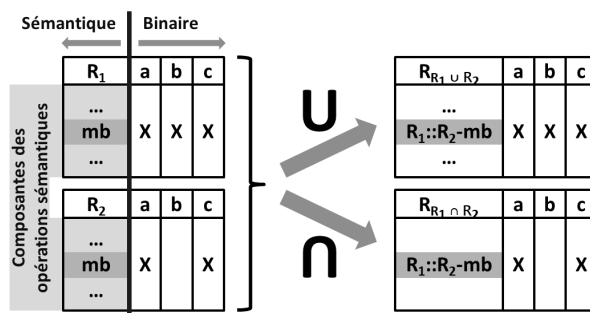 Sémantique Binaire
R1 a b c
...
mb X X X
...
R2 a b c
...
mb X X
...
Composantes des
opérations sémantiques
∪
∩
RR1 ∪ R2 a b c
...
R1::R2-mb X X X
...
RR1 ∩ R2 a b c
R1::R2-mb X X